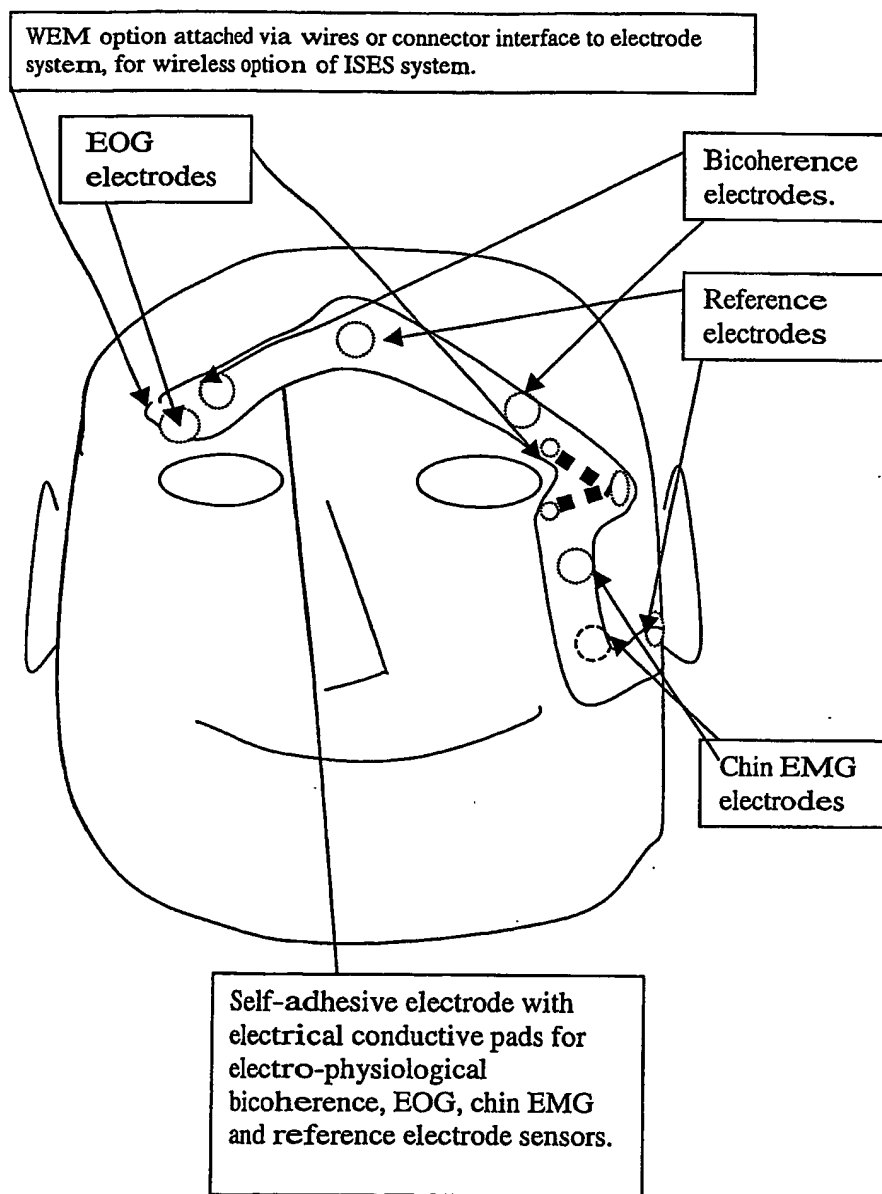 WEM option attached via wires or connector interface to electrode
system, for wireless option of ISES system.
EOG
electrodes
Bicoherence
electrodes.
Reference
electrodes
Chin EMG
electrodes
Self-adhesive electrode with
electrical conductive pads for
electro-physiological
bicoherence, EOG, chin EMG
and reference electrode sensors.